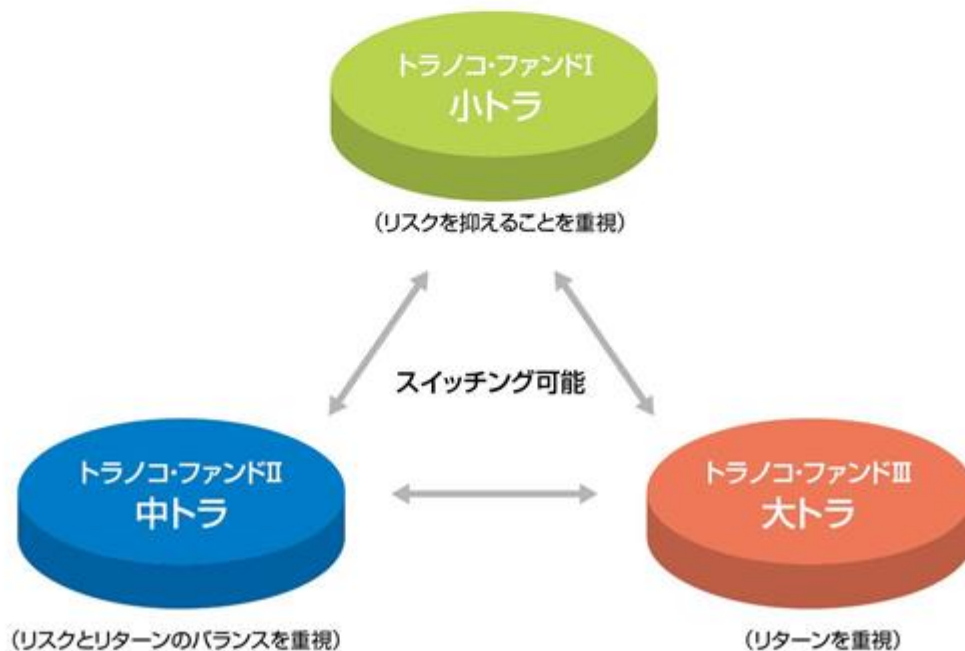 トラノコ・ファンドⅠ
小トラ
（リスクを抑えることを重視）
スイッチング可能
トラノコ・ファンドⅡ
中トラ
（リスクとリターンのバランスを重視）
トラノコ・ファンドⅢ
大トラ
（リターンを重視）